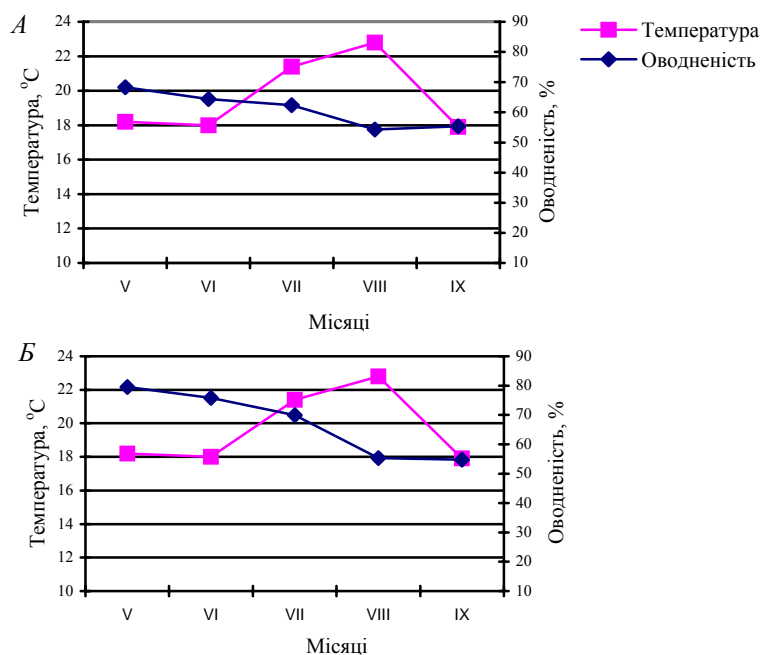 А
Температура, °С
24
22
20
18
16
14
12
10
90
80
70
60
50
40
30
20
10
Оводненість, %
V VI VII VIII IX
Місяці
Температура
Оводненість
Б
Температура, °С
24
22
20
18
16
14
12
10
90
80
70
60
50
40
30
20
10
Оводненість, %
V VI VII VIII IX
Місяці